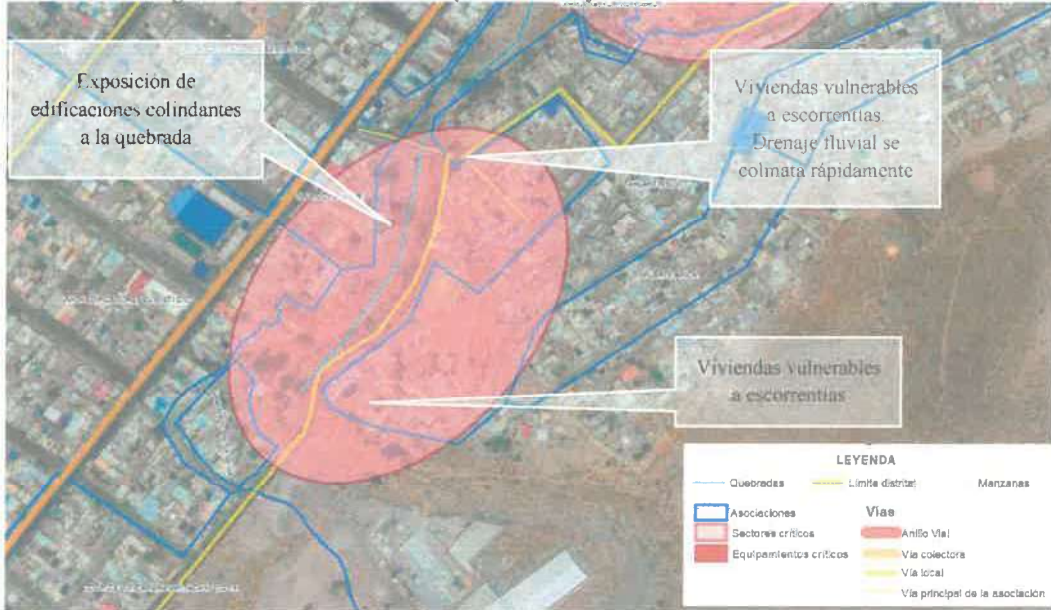 Exposición de
edificaciones colindantes
a la quebrada
Viviendas vulnerables
a escorrentías.
Drenaje fluvial se
colmata rápidamente
Viviendas vulnerables
a escorrentías
LEYENDA
Quebradas Límite distrital Manzanas
Asociaciones
Sectores críticos
Equipamientos críticos
Vías
Anillo Vial
Vía colectora
Vía local
Vía principal de la asociación